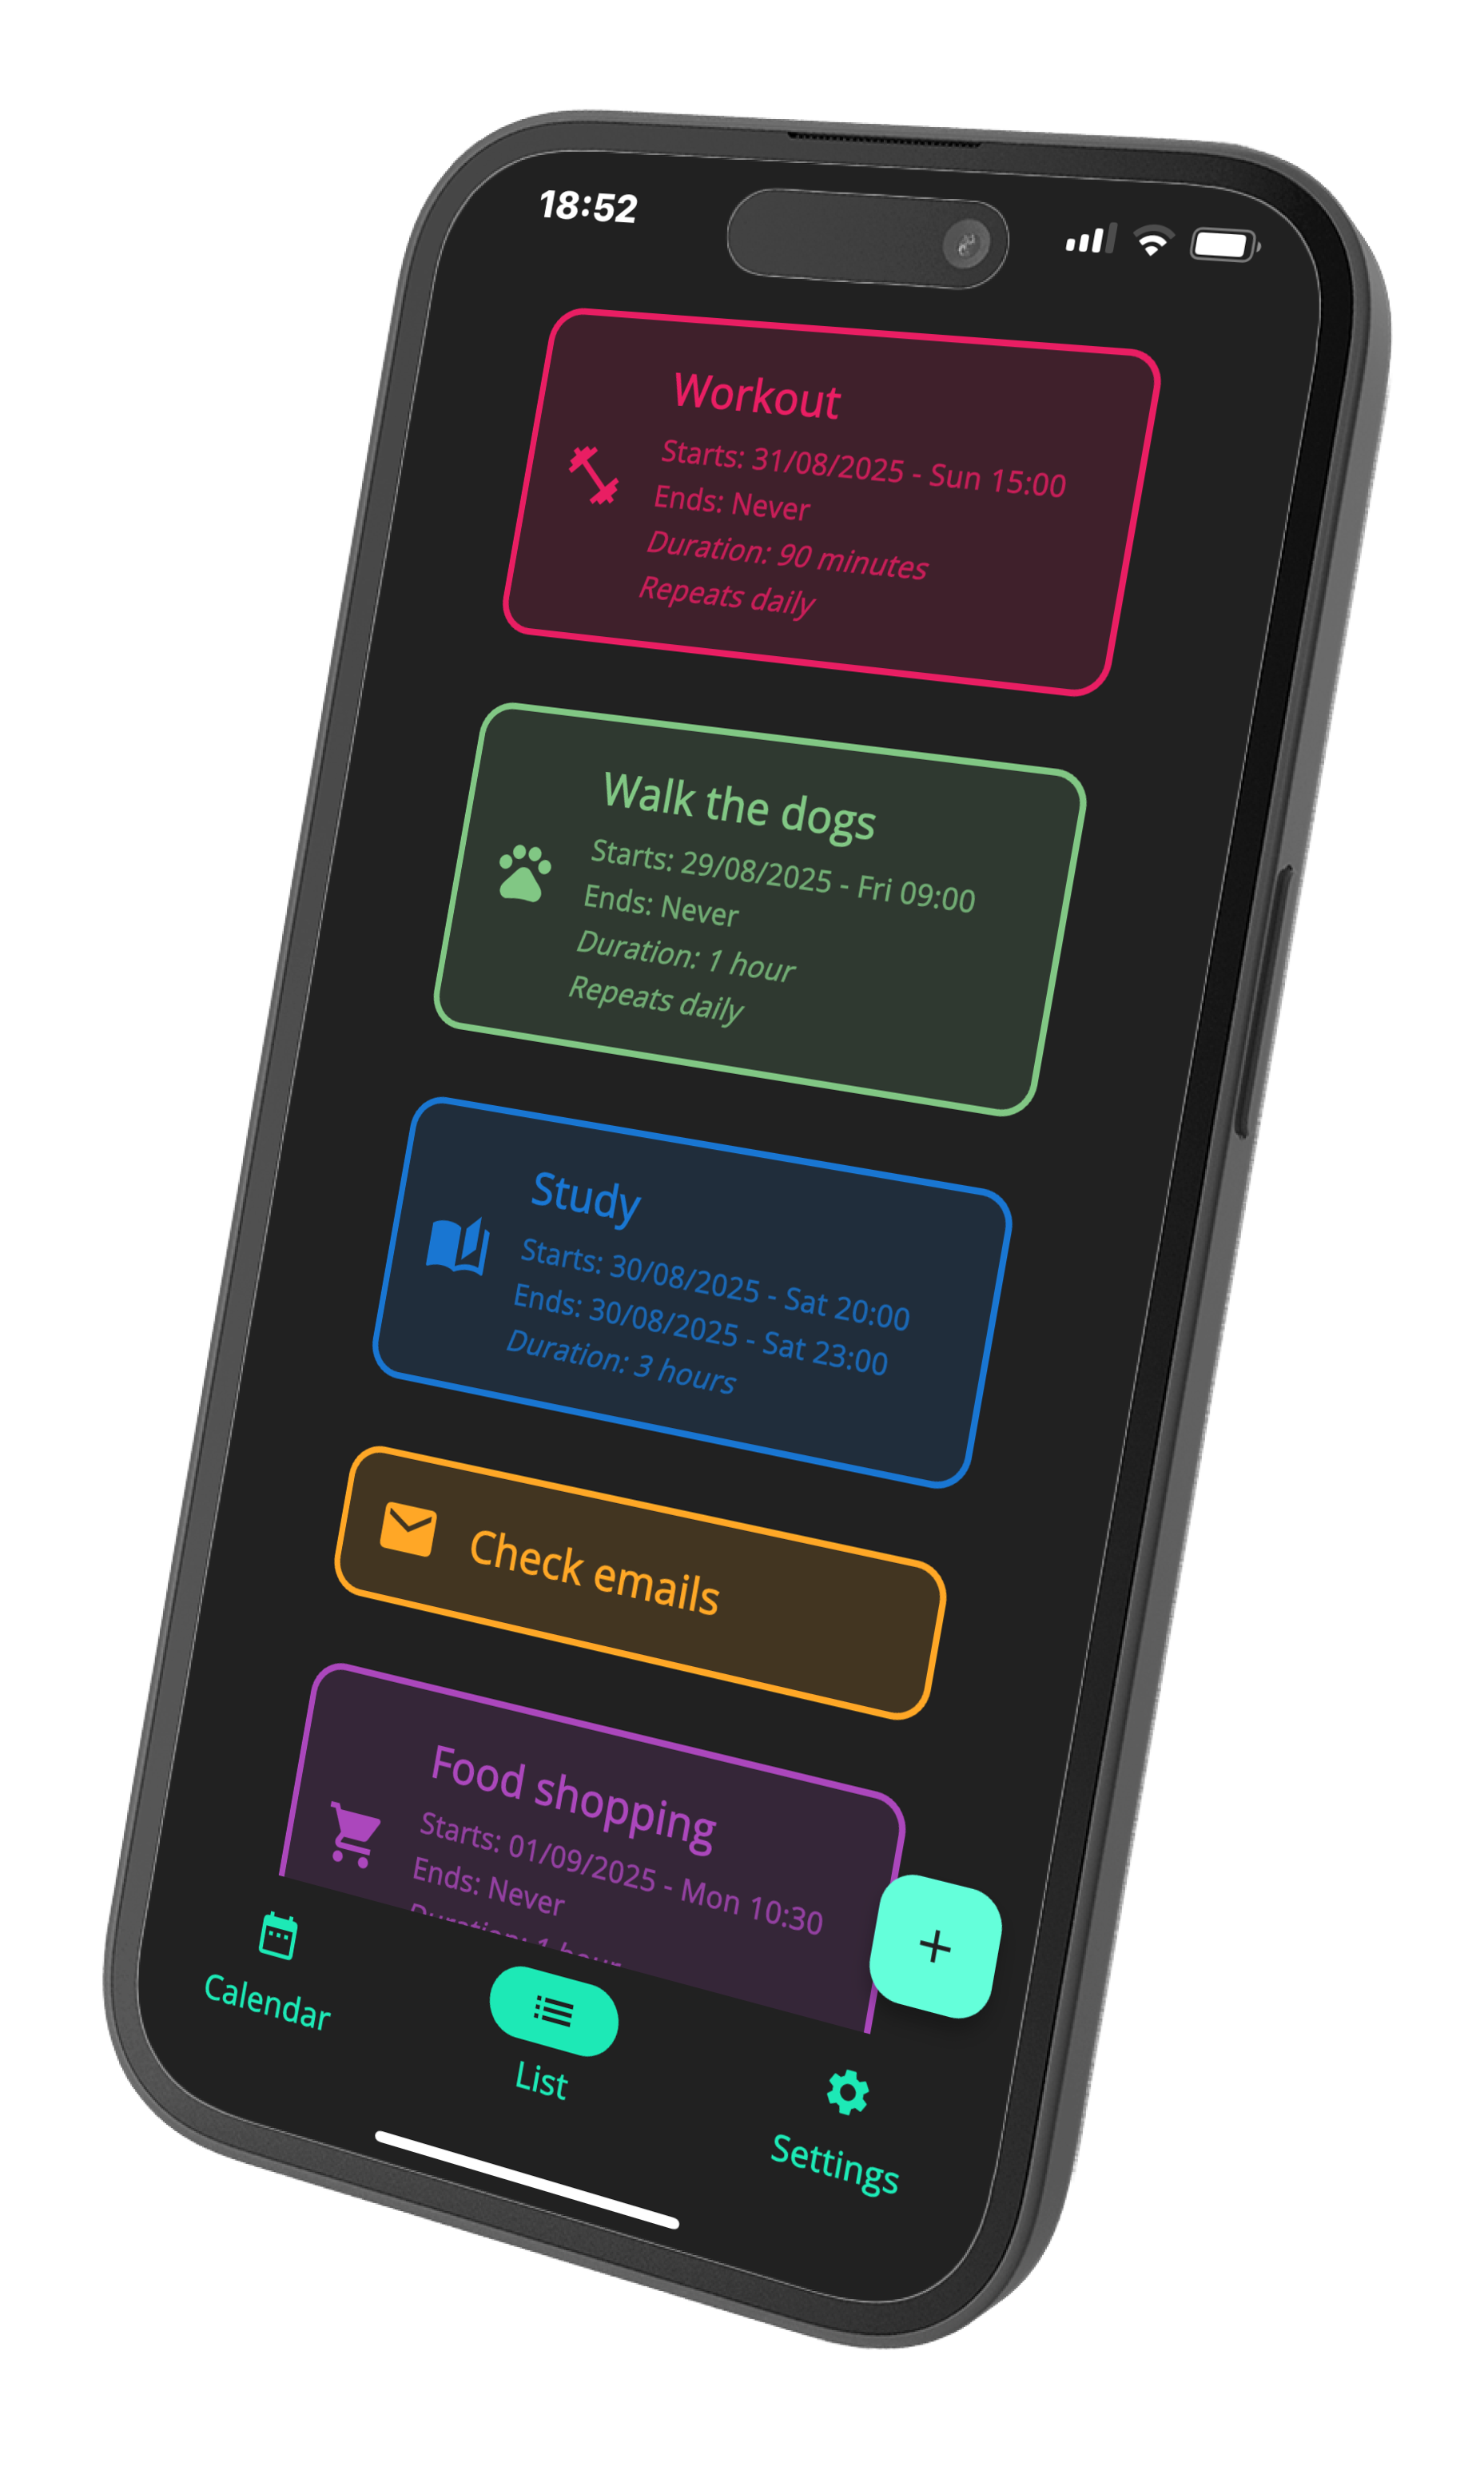 18:52
Workout
Starts: 31/08/2025 - Sun 15:00
Ends: Never
Duration: 90 minutes
Repeats daily
Walk the dogs
Starts: 29/08/2025 - Fri 09:00
Ends: Never
Duration: 1 hour
Repeats daily
Study
Starts: 30/08/2025 - Sat 20:00
Ends: 30/08/2025 - Sat 23:00
Duration: 3 hours
Check emails
Food shopping
Starts: 01/09/2025 - Mon 10:30
Ends: Never
Duration: 1 hour
+
Calendar
List
Settings